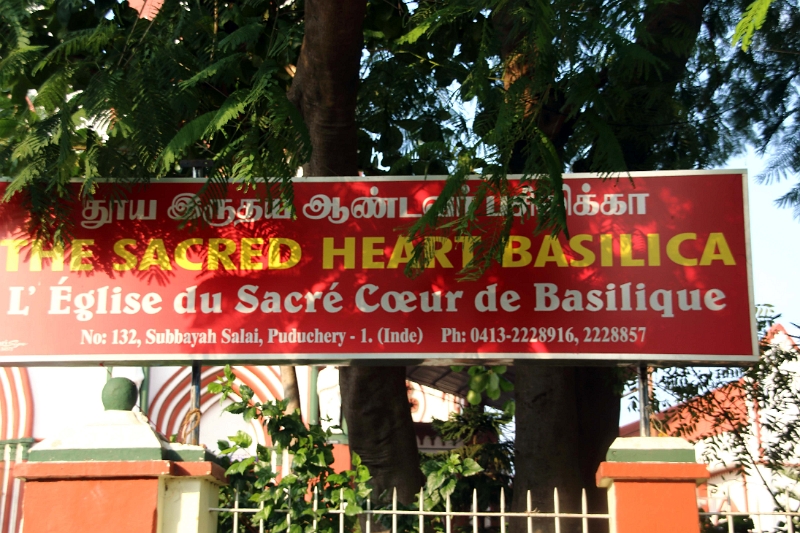 தூய இருதய ஆண்டவர் பசிலிக்கா
THE SACRED HEART BASILICA
L' Église du Sacré Cœur de Basilique
No: 132, Subbayah Salai, Puduchery - 1. (Inde) Ph: 0413-2228916, 2228857